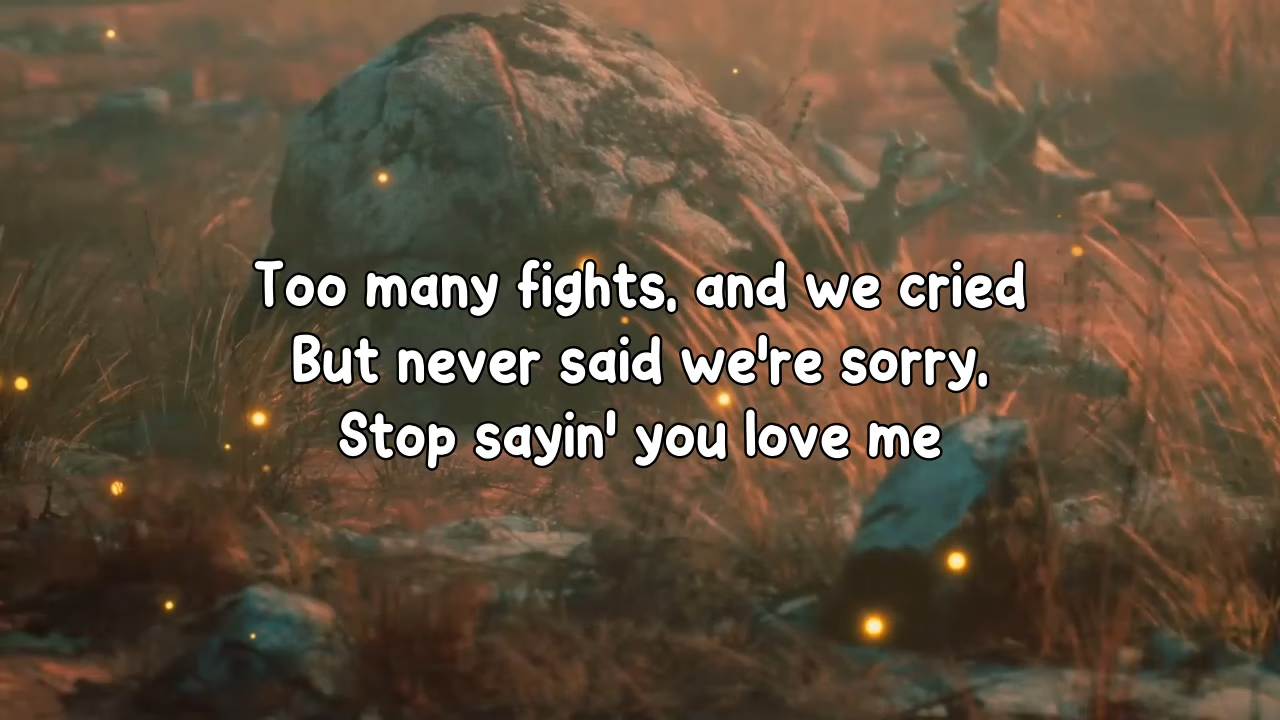 Too many fights, and we cried
But never said we're sorry,
Stop sayin' you love me